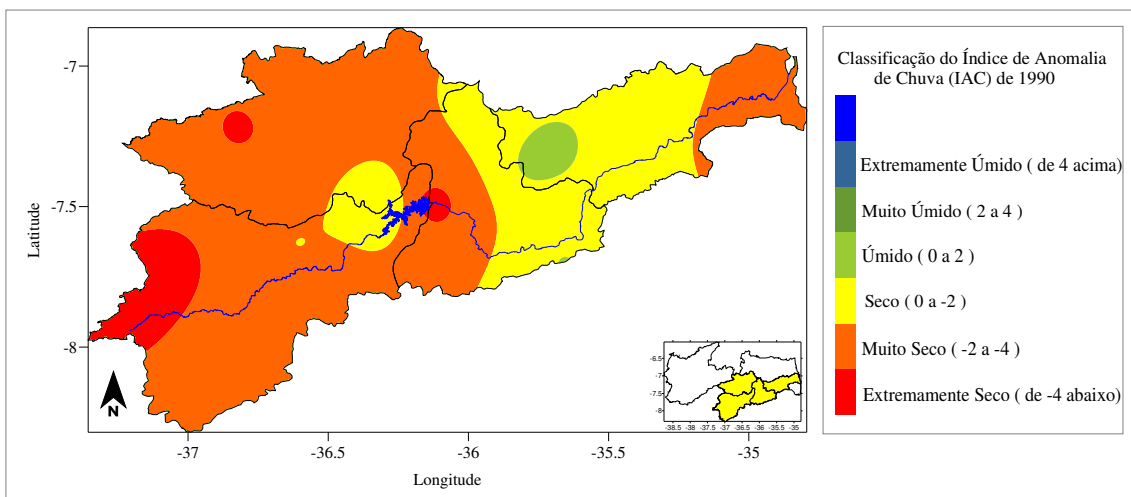 -7
-7.5
-8
Latitude
-37
-36.5
-36
-35.5
-35
Longitude
N
-6.5
-7
-7.5
-8
-38.5
-38
-37.5
-37
-36.5
-36
-35.5
-35
Classificação do Índice de Anomalia
de Chuva (IAC) de 1990
Extremamente Úmido ( de 4 acima)
Muito Úmido ( 2 a 4 )
Úmido ( 0 a 2 )
Seco ( 0 a -2 )
Muito Seco ( -2 a -4 )
Extremamente Seco ( de -4 abaixo)